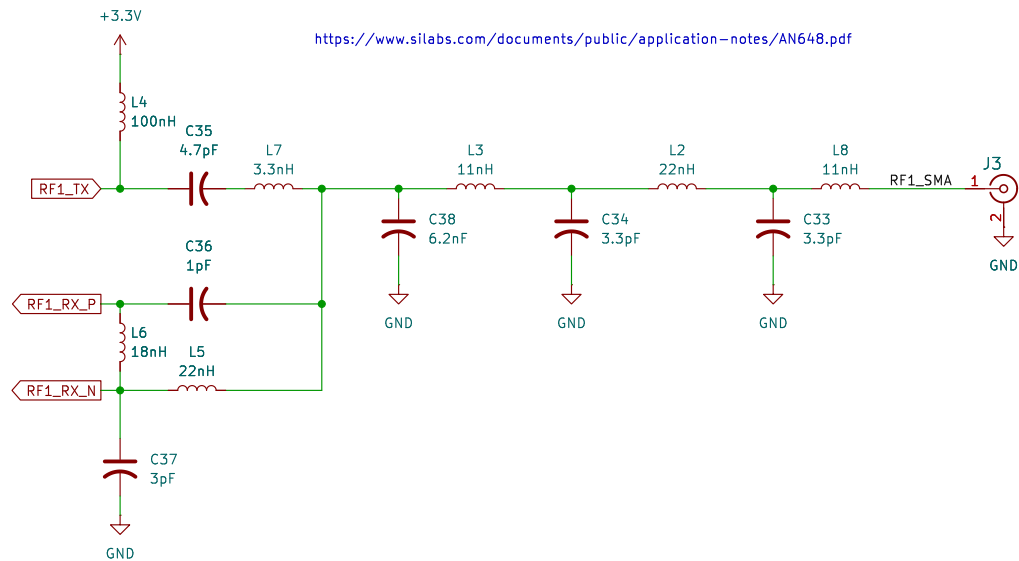 +3.3V
https://www.silabs.com/documents/public/application-notes/AN648.pdf
L4
100nH
C35
4.7pF
L7
3.3nH
L3
11nH
L2
22nH
L8
11nH
J3
RF1_TX
RF1_SMA
1
2
C38
6.2nF
C34
3.3pF
C33
3.3pF
GND
C36
1pF
RF1_RX_P
GND
GND
GND
L6
18nH
L5
22nH
RF1_RX_N
C37
3pF
GND